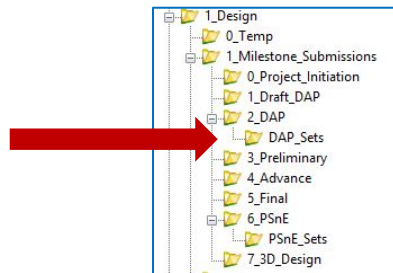 1_Design
0_Temp
1_Milestone_Submissions
0_Project_Initiation
1_Draft_DAP
2_DAP
DAP_Sets
3_Preliminary
4_Advance
5_Final
6_PSnE
PSnE_Sets
7_3D_Design